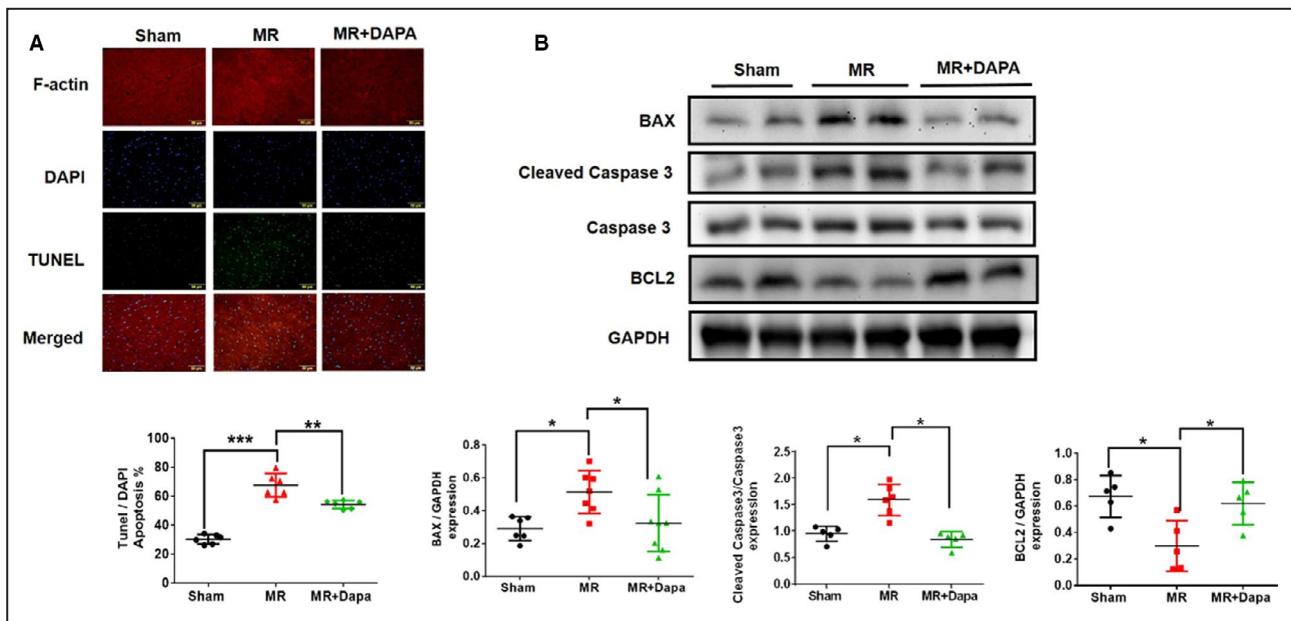 A
Sham MR MR+DAPA
F-actin
DAPI
TUNEL
Merged
B
Sham MR MR+DAPA
BAX
Cleaved Caspase 3
Caspase 3
BCL2
GAPDH
Tunel / DAPI
Apoptosis %
100
80
60
40
20
0
***
**
Sham MR MR+Dapa
BAX / GAPDH
expression
0.8
0.6
0.4
0.2
0.0
*
*
Sham MR MR+Dapa
Cleaved Caspase3/Caspase3
expression
2.5
2.0
1.5
1.0
0.5
0.0
*
*
Sham MR MR+Dapa
BCL2 / GAPDH
expression
1.0
0.8
0.6
0.4
0.2
0.0
*
*
Sham MR MR+Dapa